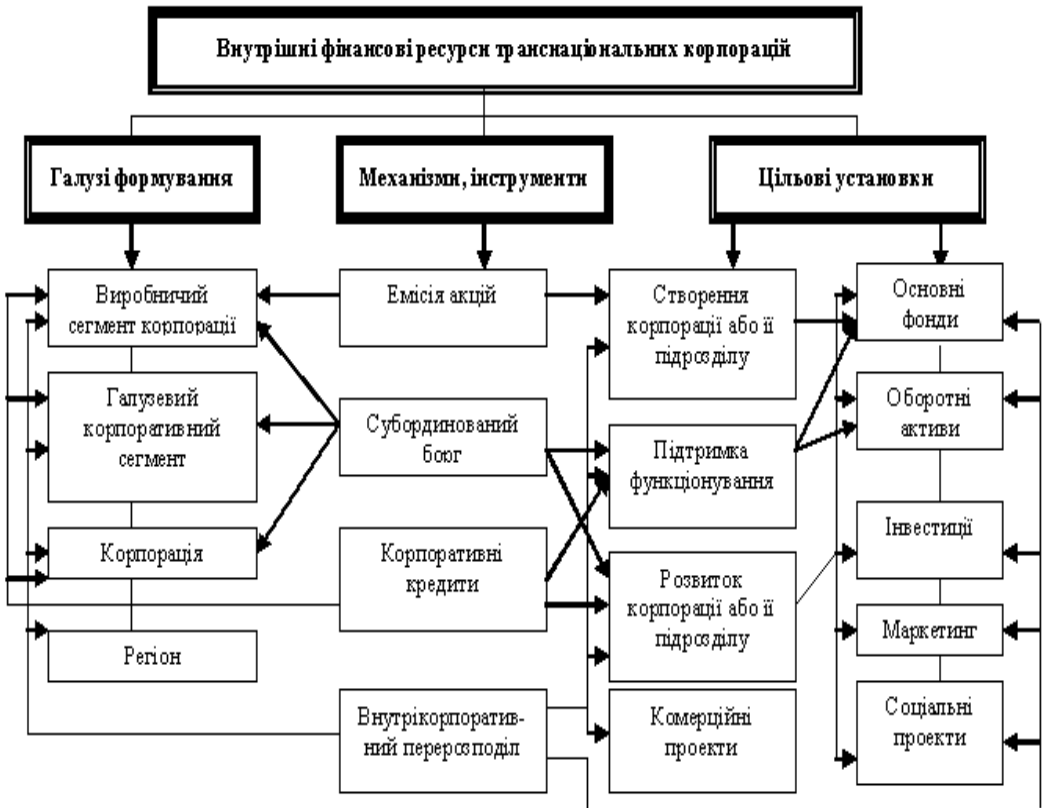 Внутрішні фінансові ресурси транснаціональних корпорацій
Галузі формування
Механізми, інструменти
Цільові установки
Виробничий
сегмент корпорації
Емісія акцій
Створення
корпорації або її
підрозділу
Основні
фонди
Галузевий
корпоративний
сегмент
Субординований
борг
Підтримка
функціонування
Оборотні
активи
Корпорація
Корпоративні
кредити
Розвиток
корпорації або її
підрозділу
Інвестиції
Регіон
Маркетинг
Внутрікорпоратив-
ний перерозподіл
Комерційні
проекти
Соціальні
проекти